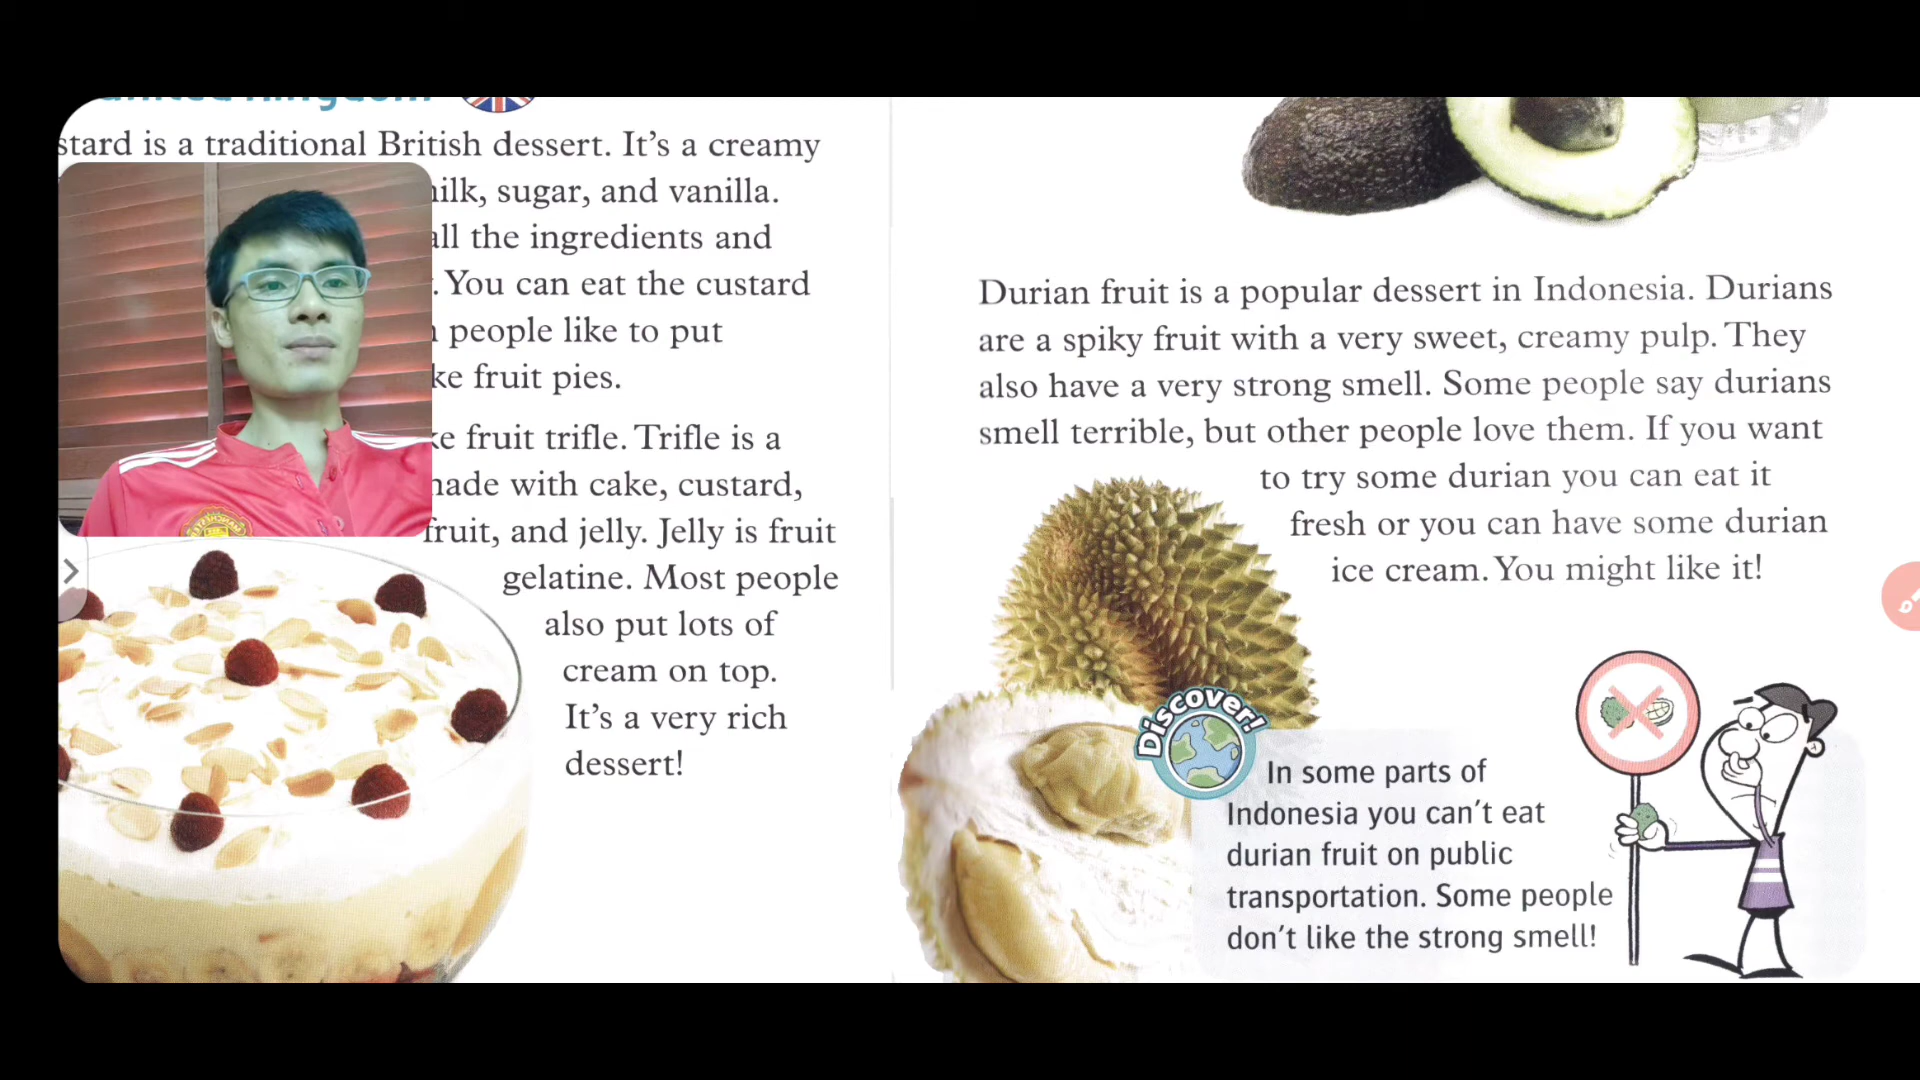 United Kingdom
stard is a traditional British dessert. It's a creamy
ilk, sugar, and vanilla.
all the ingredients and
. You can eat the custard
people like to put
ke fruit pies.
ke fruit trifle. Trifle is a
made with cake, custard,
fruit, and jelly. Jelly is fruit
gelatine. Most people
also put lots of
cream on top.
It's a very rich
dessert!
Durian fruit is a popular dessert in Indonesia. Durians
are a spiky fruit with a very sweet, creamy pulp. They
also have a very strong smell. Some people say durians
smell terrible, but other people love them. If you want
to try some durian you can eat it
fresh or you can have some durian
ice cream. You might like it!
Discover!
In some parts of
Indonesia you can't eat
durian fruit on public
transportation. Some people
don't like the strong smell!